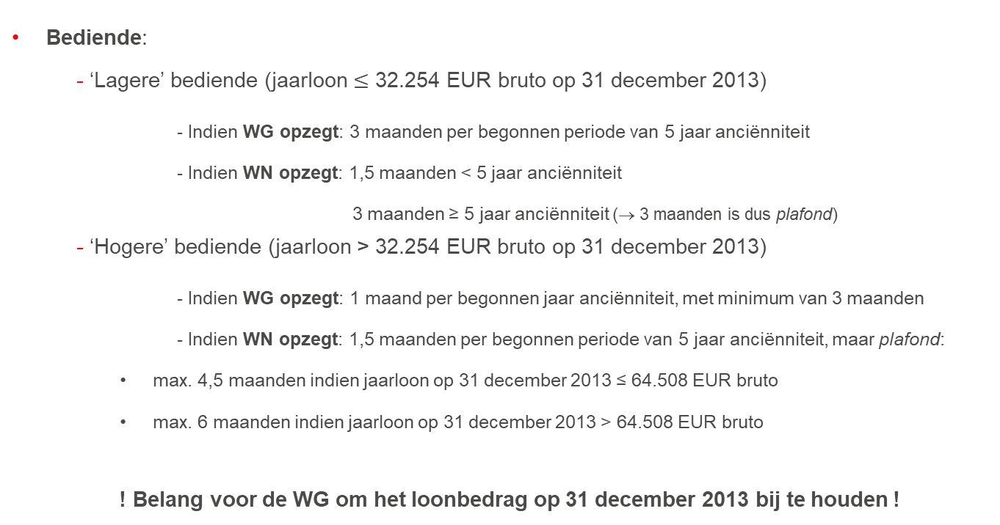 • Bediende:
- ‘Lagere’ bediende (jaarloon ≤ 32.254 EUR bruto op 31 december 2013)
- Indien WG opzegt: 3 maanden per begonnen periode van 5 jaar anciënniteit
- Indien WN opzegt: 1,5 maanden < 5 jaar anciënniteit
3 maanden ≥ 5 jaar anciënniteit (→ 3 maanden is dus plafond)
- ‘Hogere’ bediende (jaarloon > 32.254 EUR bruto op 31 december 2013)
- Indien WG opzegt: 1 maand per begonnen jaar anciënniteit, met minimum van 3 maanden
- Indien WN opzegt: 1,5 maanden per begonnen periode van 5 jaar anciënniteit, maar plafond:
• max. 4,5 maanden indien jaarloon op 31 december 2013 ≤ 64.508 EUR bruto
• max. 6 maanden indien jaarloon op 31 december 2013 > 64.508 EUR bruto
! Belang voor de WG om het loonbedrag op 31 december 2013 bij te houden !